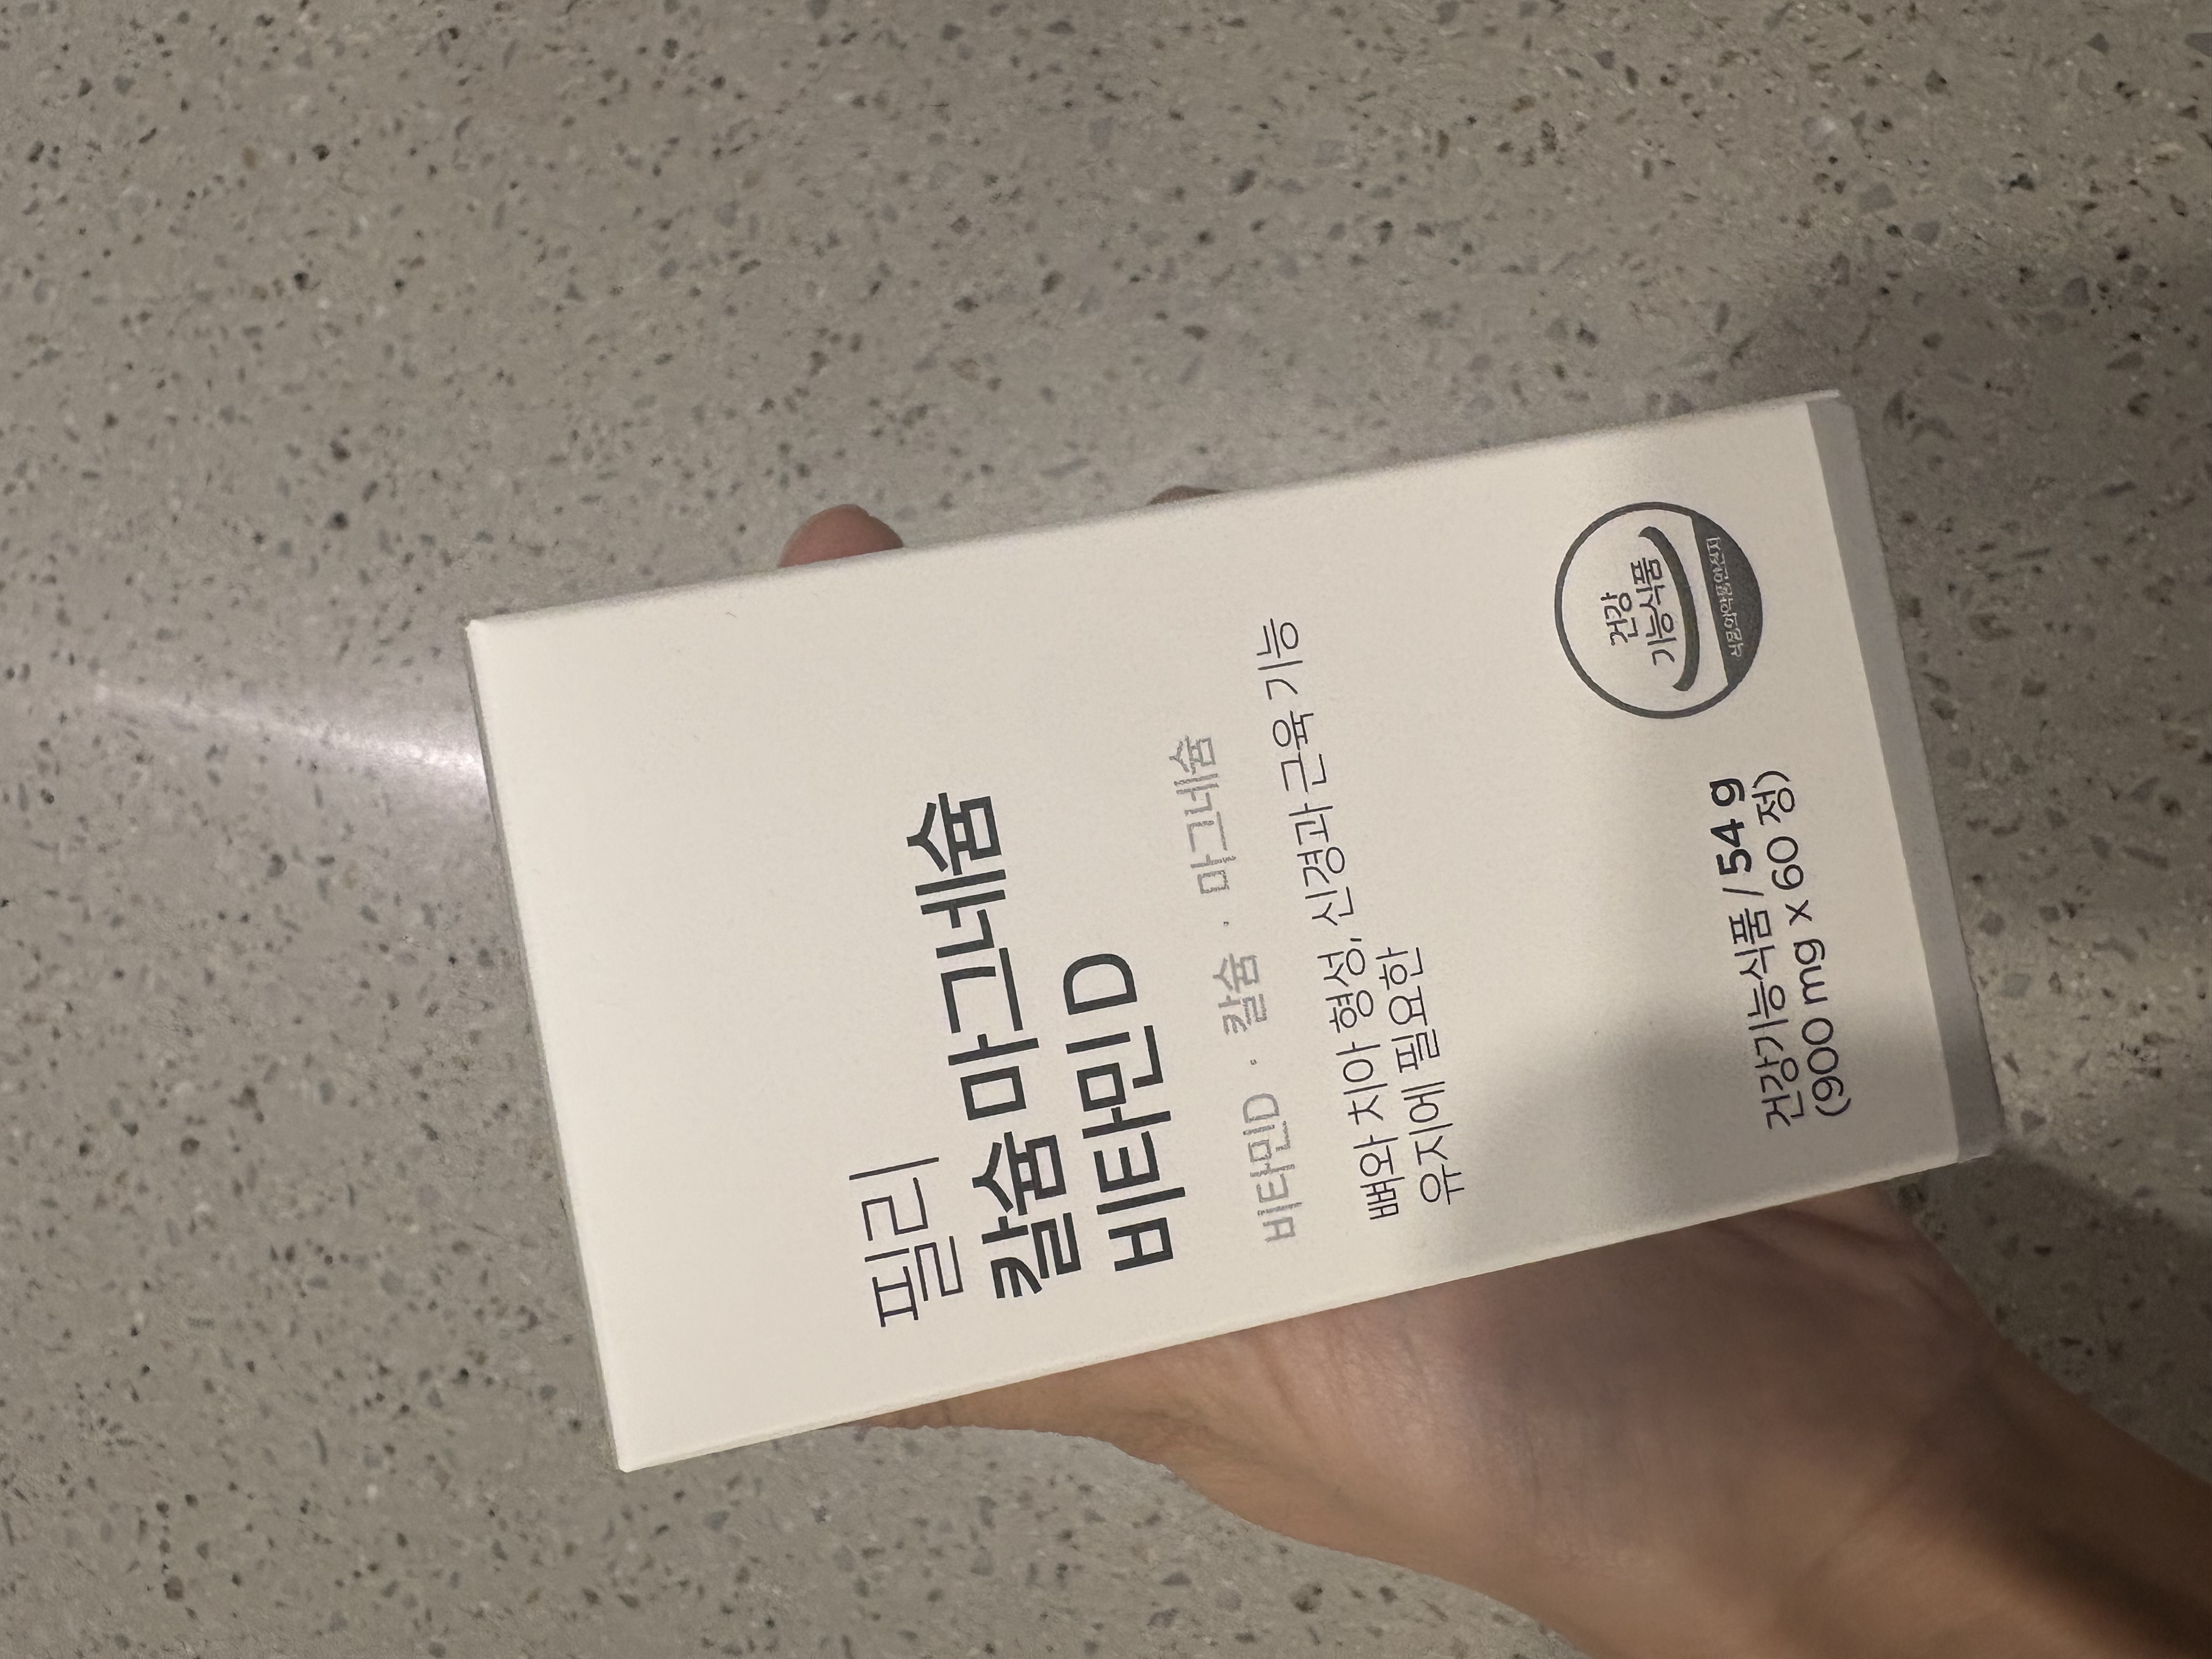 필리
칼슘 마그네슘
비타민D
비타민D · 칼슘 · 마그네슘
뼈와 치아 형성, 신경과 근육 기능
유지에 필요한
건강기능식품 / 54 g
(900 mg x 60 정)
건강
기능식품
식품의약품안전처